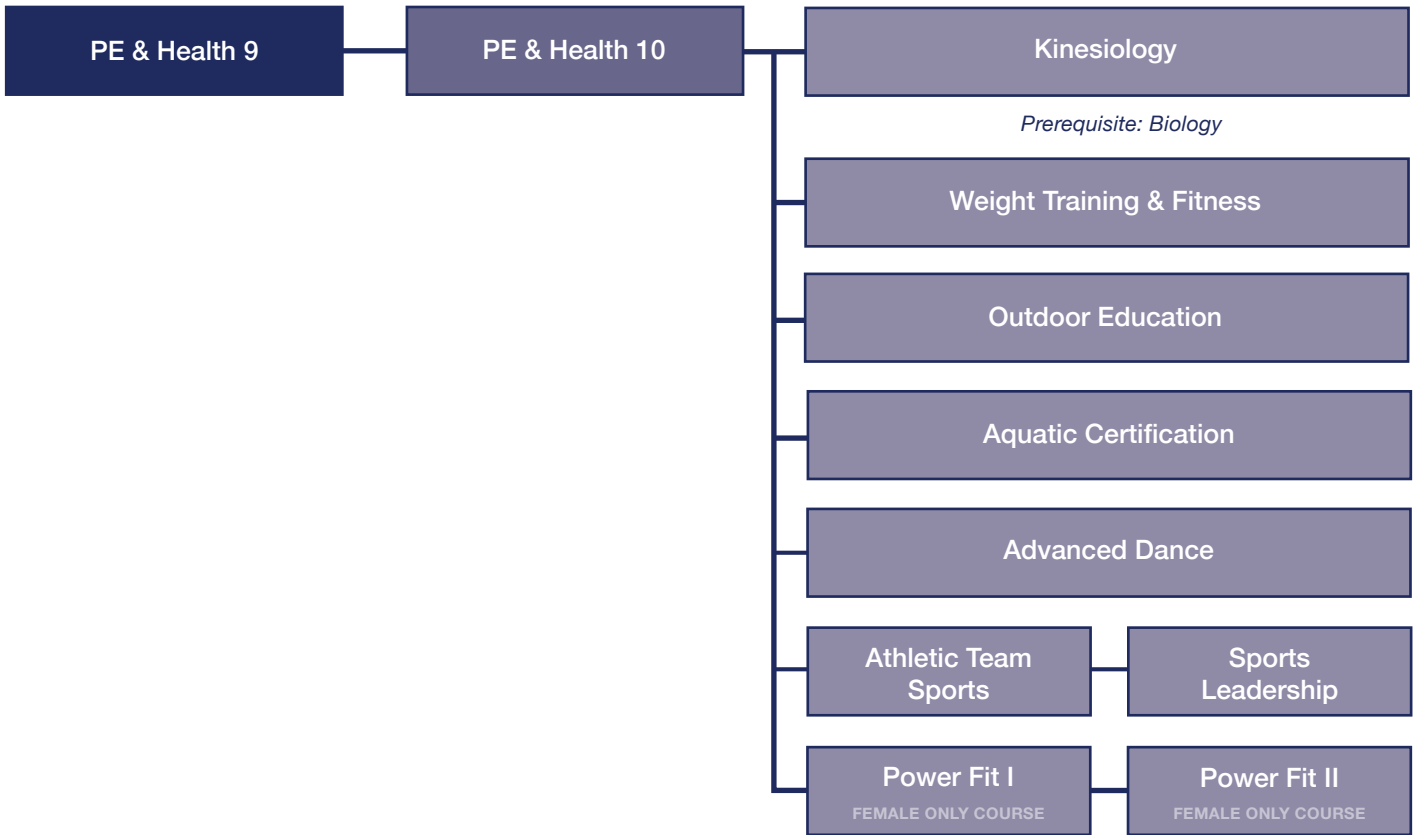 PE & Health 9
PE & Health 10
Kinesiology
Prerequisite: Biology
Weight Training & Fitness
Outdoor Education
Aquatic Certification
Advanced Dance
Athletic Team
Sports
Sports
Leadership
Power Fit I
FEMALE ONLY COURSE
Power Fit II
FEMALE ONLY COURSE